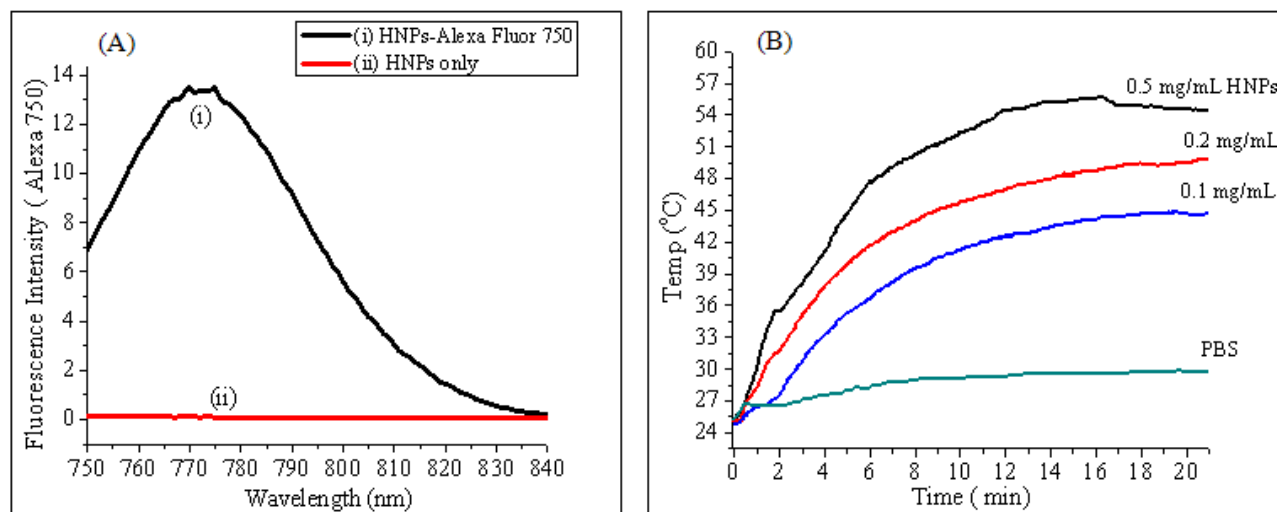 (A)
(i) HNPs-Alexa Fluor 750
(ii) HNPs only
Fluorescence Intensity ( Alexa 750)
14
12
10
8
6
4
2
0
(i)
(ii)
750 760 770 780 790 800 810 820 830 840
Wavelength (nm)
(B)
Temp (°C)
60
57
54
51
48
45
42
39
36
33
30
27
24
0.5 mg/mL HNPs
0.2 mg/mL
0.1 mg/mL
PBS
0 2 4 6 8 10 12 14 16 18 20
Time ( min)